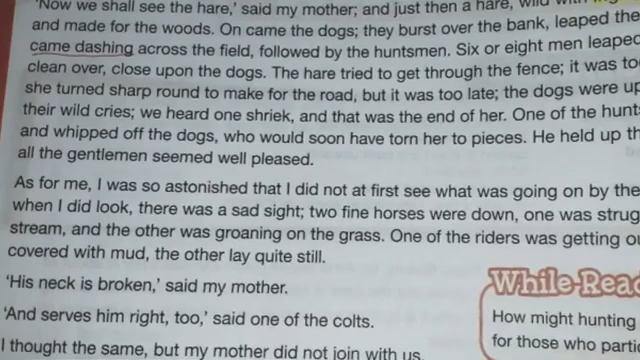 'Now we shall see the hare,' said my mother; and just then a hare, wild with
and made for the woods. On came the dogs; they burst over the bank, leaped the
came dashing across the field, followed by the huntsmen. Six or eight men leaped
clean over, close upon the dogs. The hare tried to get through the fence; it was too
she turned sharp round to make for the road, but it was too late; the dogs were up
their wild cries; we heard one shriek, and that was the end of her. One of the hunts
and whipped off the dogs, who would soon have torn her to pieces. He held up th
all the gentlemen seemed well pleased.
As for me, I was so astonished that I did not at first see what was going on by the
when I did look, there was a sad sight; two fine horses were down, one was strug
stream, and the other was groaning on the grass. One of the riders was getting ou
covered with mud, the other lay quite still.
'His neck is broken,' said my mother.
'And serves him right, too,' said one of the colts.
I thought the same, but my mother did not join with us.
While-Read
How might hunting
for those who partic